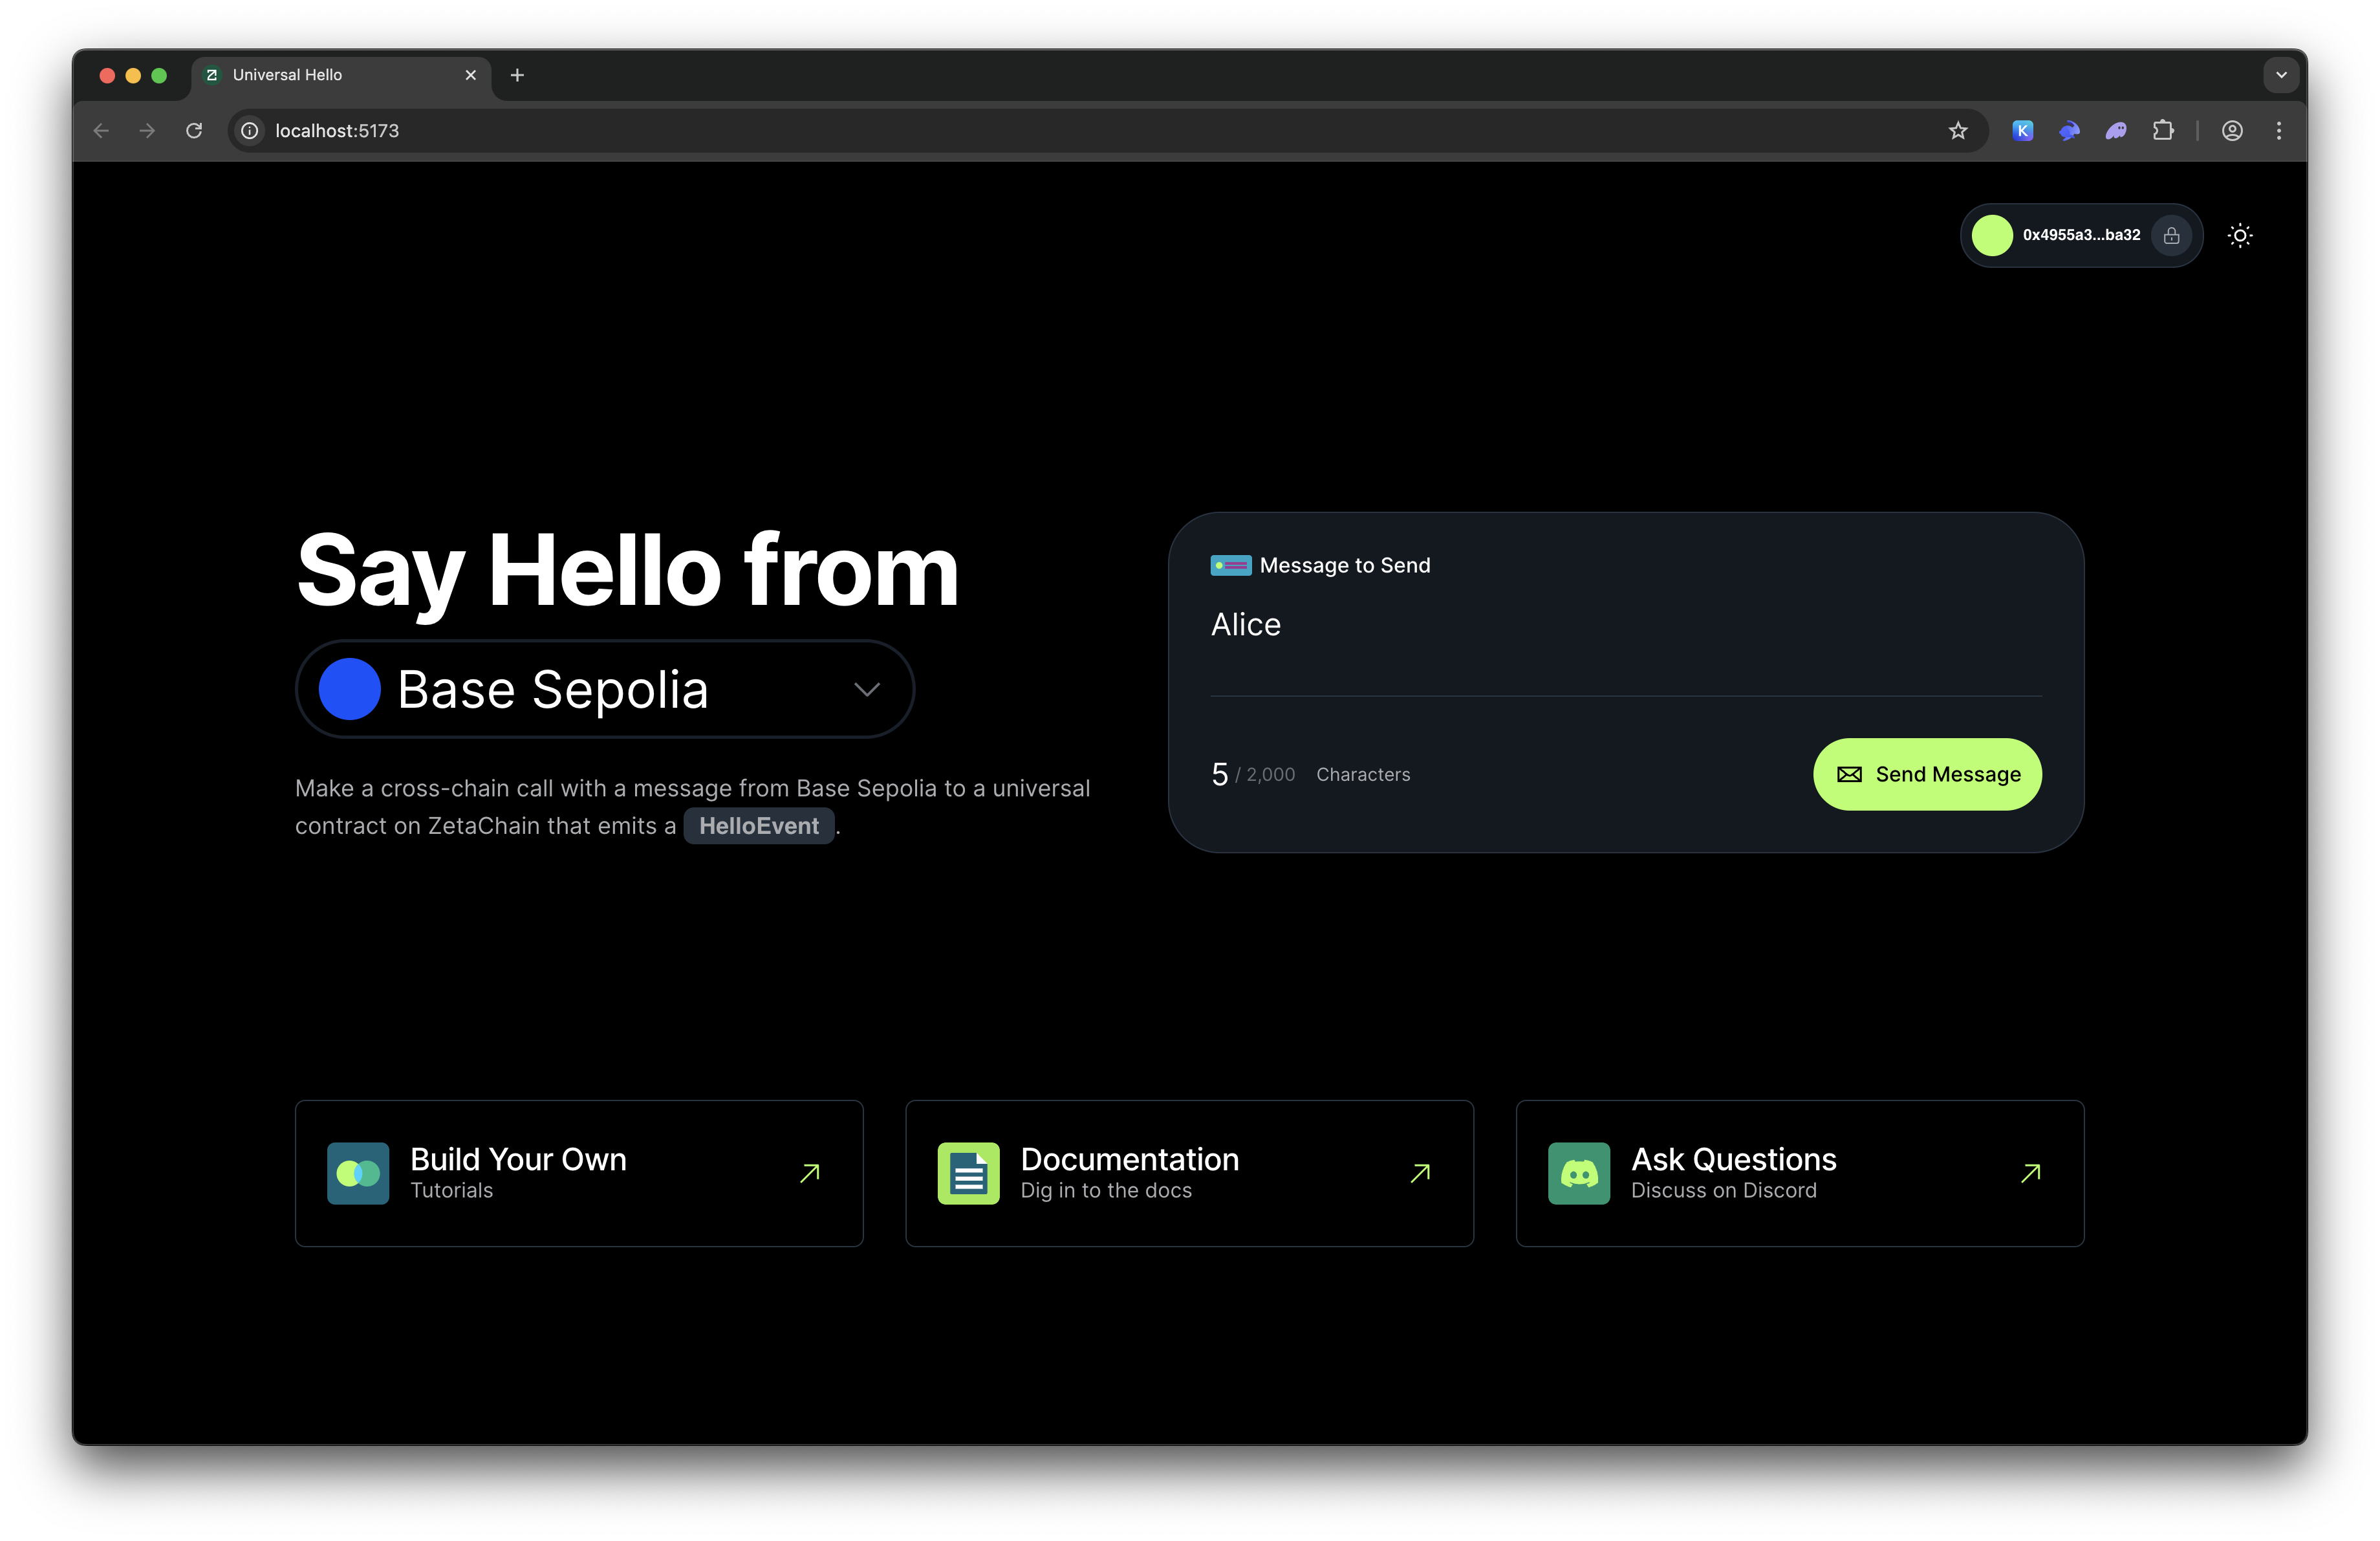 Universal Hello
localhost:5173
K
0x4955a3...ba32
Say Hello from
Base Sepolia
Make a cross-chain call with a message from Base Sepolia to a universal
contract on ZetaChain that emits a HelloEvent.
Message to Send
Alice
5 / 2,000 Characters
Send Message
Build Your Own
Tutorials
Documentation
Dig in to the docs
Ask Questions
Discuss on Discord